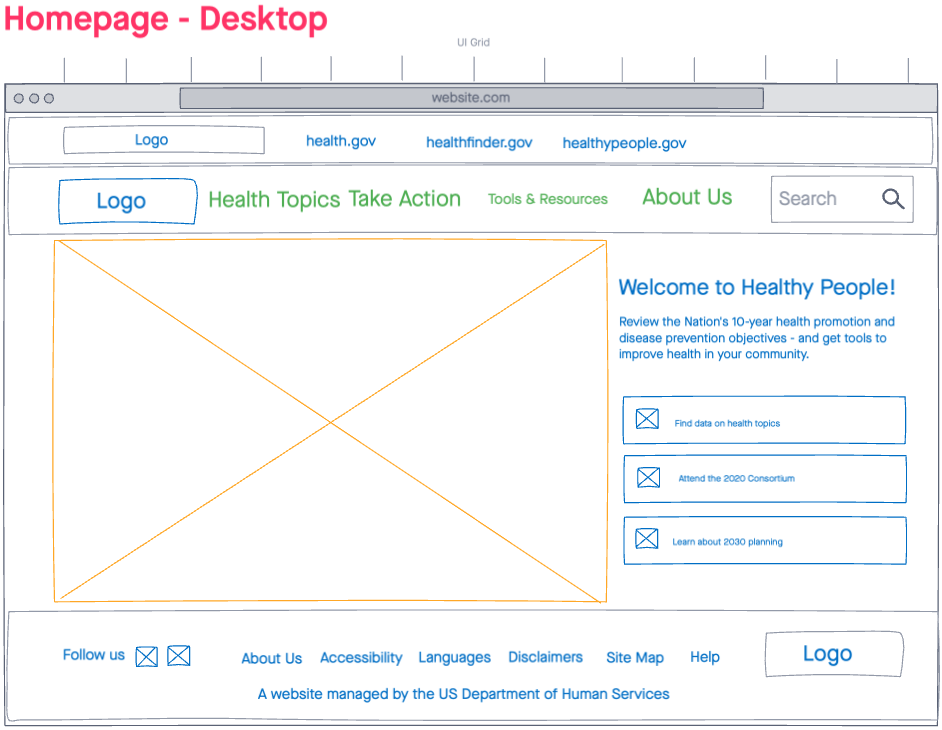 Homepage - Desktop
UI Grid
website.com
Logo health.gov healthfinder.gov healthypeople.gov
Logo Health Topics Take Action Tools & Resources About Us Search
Welcome to Healthy People!
Review the Nation's 10-year health promotion and
disease prevention objectives - and get tools to
improve health in your community.
Find data on health topics
Attend the 2020 Consortium
Learn about 2030 planning
Follow us About Us Accessibility Languages Disclaimers Site Map Help Logo
A website managed by the US Department of Human Services